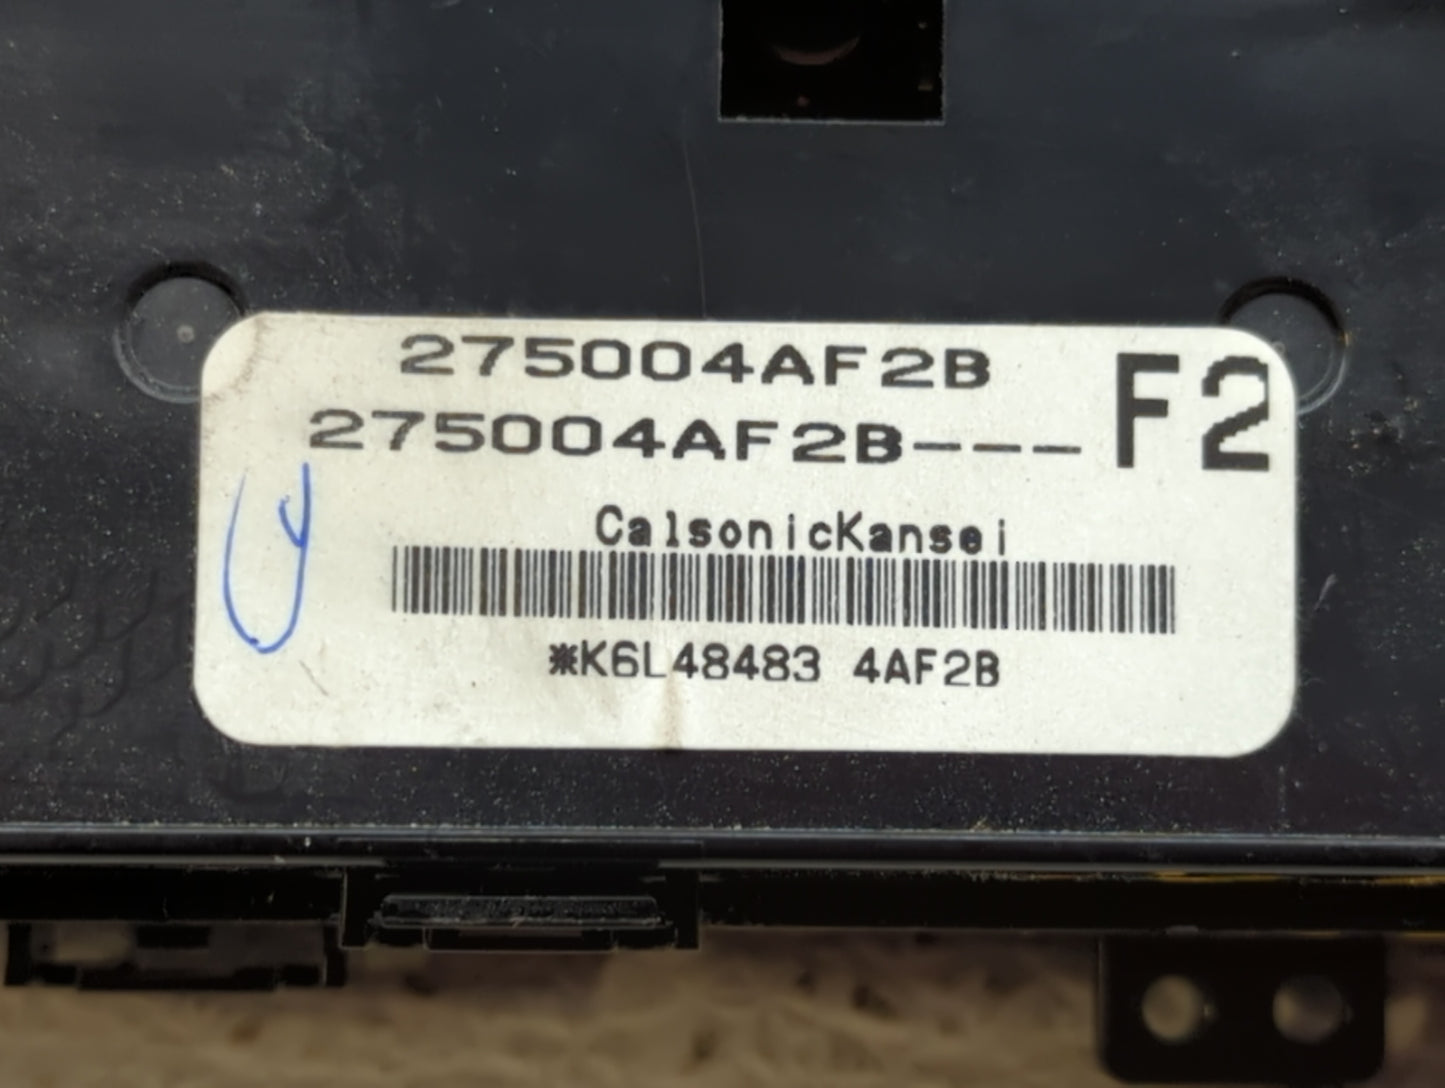 275004AF2B
275004AF2B---
F2
CalsonicKansei
*K6L48483 4AF2B